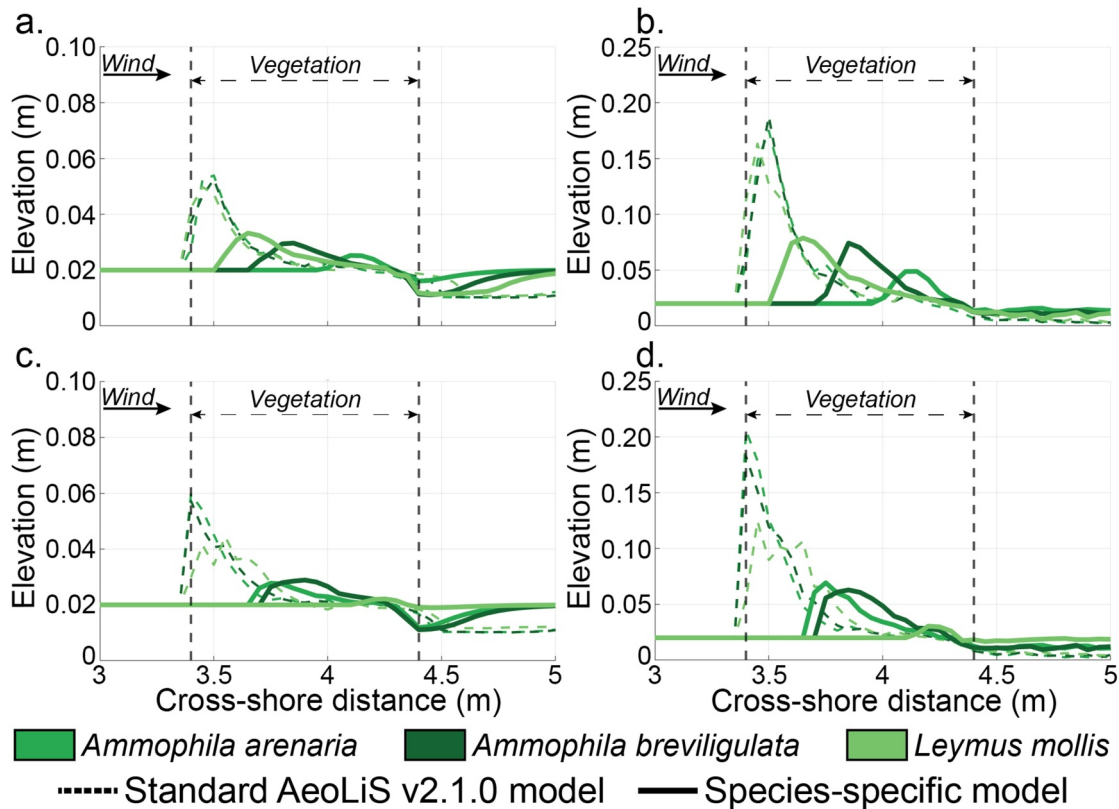 a.
0.10
0.08
0.06
0.04
0.02
0
Elevation (m)
Wind
Vegetation
b.
0.25
0.20
0.15
0.10
0.05
0
Elevation (m)
Wind
Vegetation
c.
0.10
0.08
0.06
0.04
0.02
0
Elevation (m)
Wind
Vegetation
3 3.5 4 4.5 5
Cross-shore distance (m)
d.
0.25
0.20
0.15
0.10
0.05
0
Elevation (m)
Wind
Vegetation
3 3.5 4 4.5 5
Cross-shore distance (m)
Ammophila arenaria Ammophila breviligulata Leymus mollis
Standard AeoLiS v2.1.0 model Species-specific model